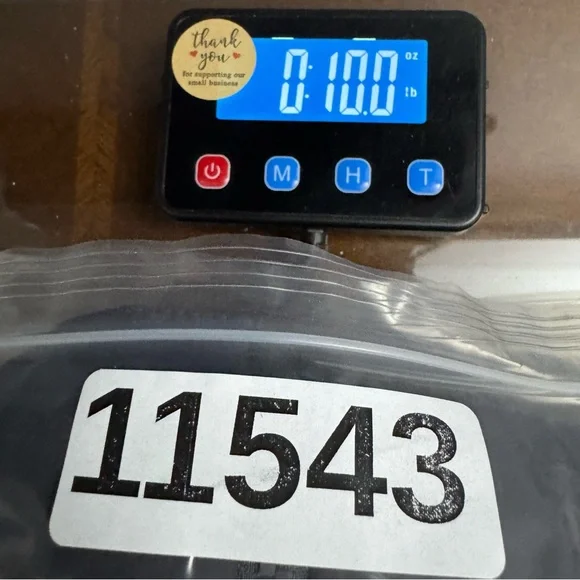 thank
you
for supporting our
small business
0:10.0
oz
lb
M H T
11543